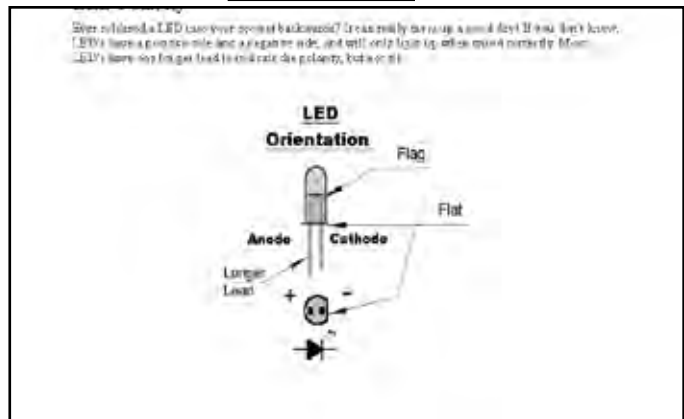 Ever soldered a LED into your project backwards? It can really mess up a good day! If you don't know,
LED's have a positive side and a negative side, and will only light up when wired correctly. Most
LED's have one longer lead to indicate the polarity, but not all.
LED
Orientation
Flag
Flat
Anode Cathode
Longer
Lead
+ -